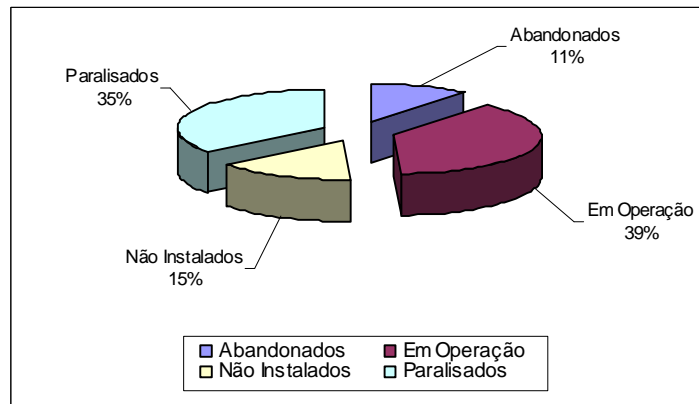 Abandonados
11%
Paralisados
35%
Em Operação
39%
Não Instalados
15%
Abandonados Em Operação
Não Instalados Paralisados